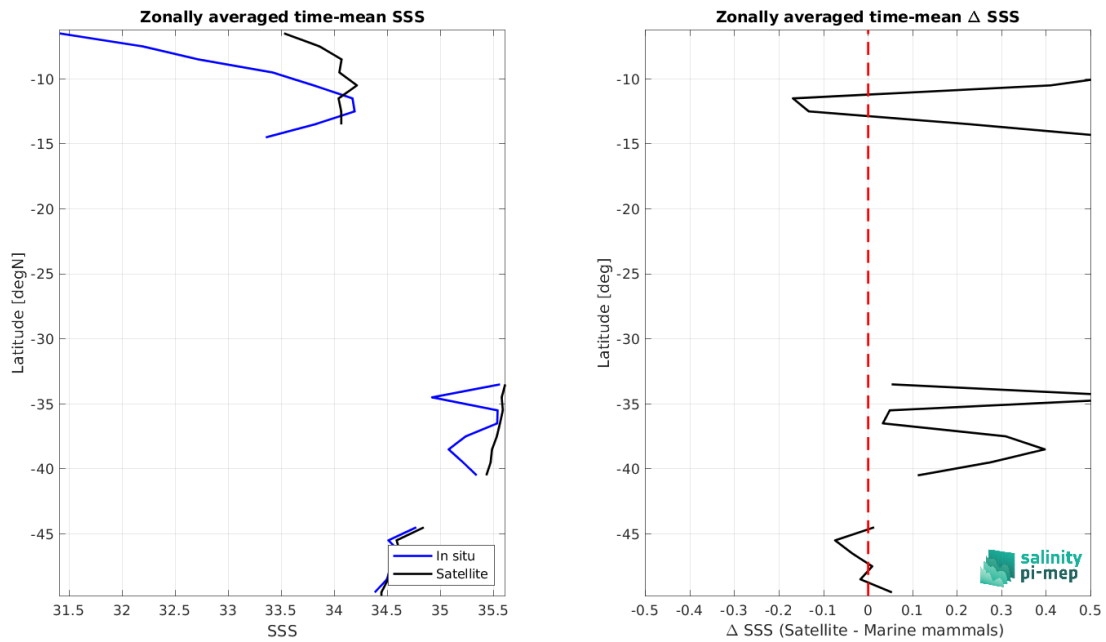 Zonally averaged time-mean SSS
-10
-15
-20
-25
-30
-35
-40
-45
Latitude [degN]
31.5 32 32.5 33 33.5 34 34.5 35 35.5
SSS
In situ
Satellite
Zonally averaged time-mean Δ SSS
-10
-15
-20
-25
-30
-35
-40
-45
Latitude [deg]
-0.5 -0.4 -0.3 -0.2 -0.1 0 0.1 0.2 0.3 0.4 0.5
Δ SSS (Satellite - Marine mammals)
salinity
pi-mep